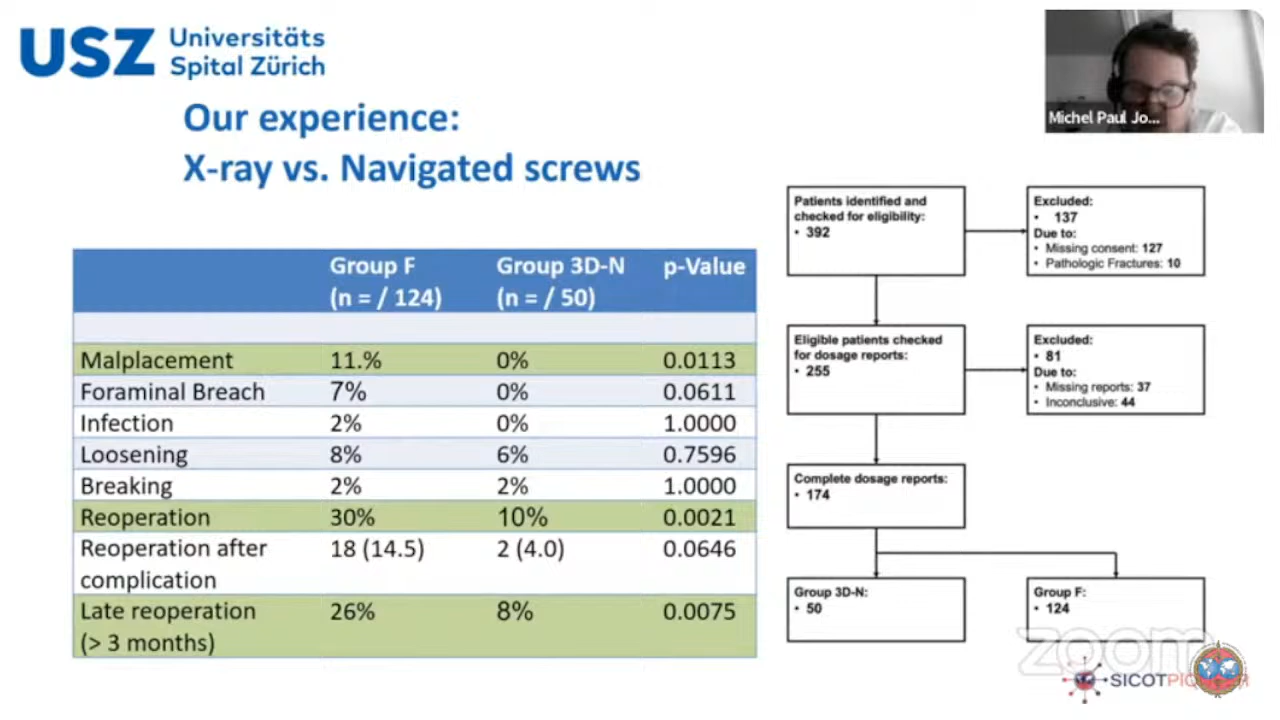 USZ Universitäts
Spital Zürich
Michel Paul Jo...
Our experience:
X-ray vs. Navigated screws
Group F Group 3D-N p-Value
(n = / 124) (n = / 50)
Malplacement 11.% 0% 0.0113
Foraminal Breach 7% 0% 0.0611
Infection 2% 0% 1.0000
Loosening 8% 6% 0.7596
Breaking 2% 2% 1.0000
Reoperation 30% 10% 0.0021
Reoperation after 18 (14.5) 2 (4.0) 0.0646
complication
Late reoperation 26% 8% 0.0075
(> 3 months)
Patients identified and
checked for eligibility:
• 392
Excluded:
• 137
Due to:
• Missing consent: 127
• Pathologic Fractures: 10
Eligible patients checked
for dosage reports:
• 255
Excluded:
• 81
Due to:
• Missing reports: 37
• Inconclusive: 44
Complete dosage reports:
• 174
Group 3D-N:
• 50
Group F:
• 124
zoom